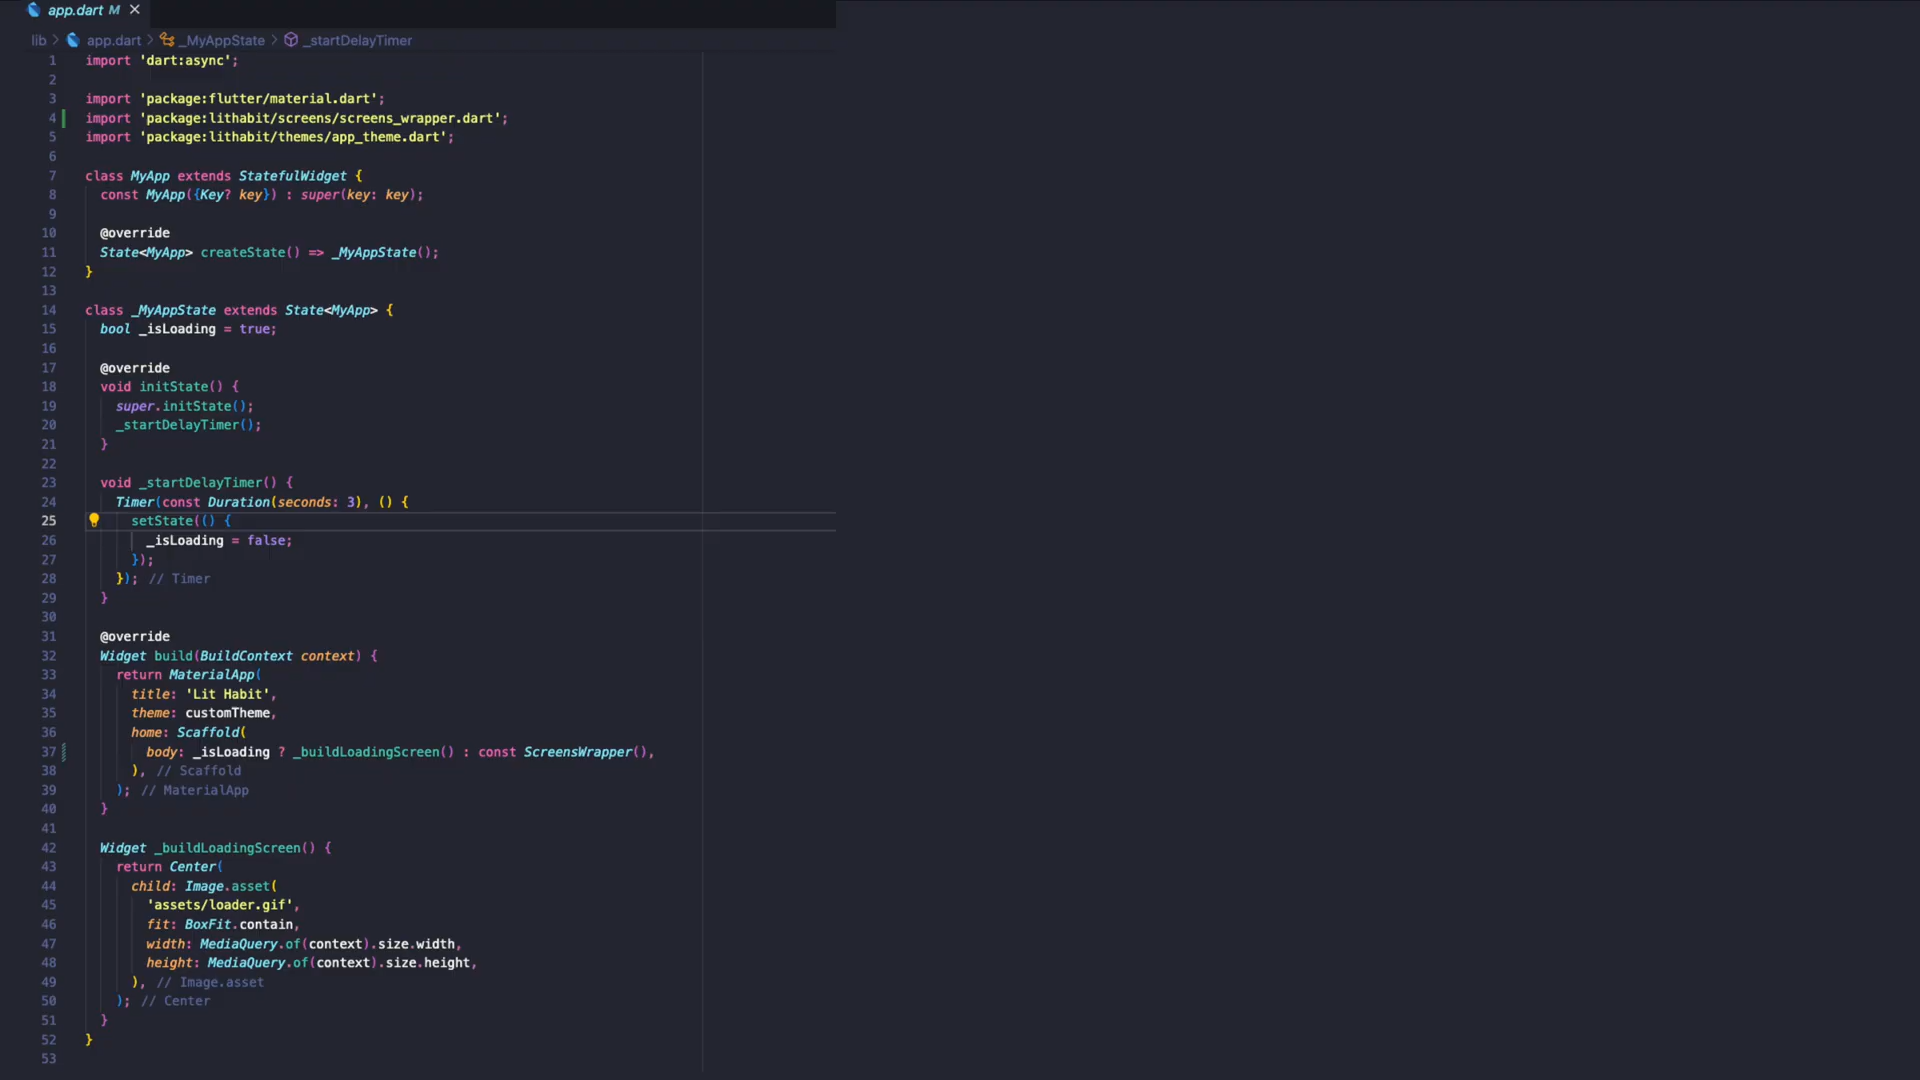 app.dart M
lib > app.dart > _MyAppState > _startDelayTimer
1 import 'dart:async';
2
3 import 'package:flutter/material.dart';
4 import 'package:lithabit/screens/screens_wrapper.dart';
5 import 'package:lithabit/themes/app_theme.dart';
6
7 class MyApp extends StatefulWidget {
8   const MyApp({Key? key}) : super(key: key);
9
10   @override
11   State<MyApp> createState() => _MyAppState();
12 }
13
14 class _MyAppState extends State<MyApp> {
15   bool _isLoading = true;
16
17   @override
18   void initState() {
19     super.initState();
20     _startDelayTimer();
21   }
22
23   void _startDelayTimer() {
24     Timer(const Duration(seconds: 3), () {
25       setState(() {
26         _isLoading = false;
27       });
28     }); // Timer
29   }
30
31   @override
32   Widget build(BuildContext context) {
33     return MaterialApp(
34       title: 'Lit Habit',
35       theme: customTheme,
36       home: Scaffold(
37         body: _isLoading ? _buildLoadingScreen() : const ScreensWrapper(),
38       ), // Scaffold
39     ); // MaterialApp
40   }
41
42   Widget _buildLoadingScreen() {
43     return Center(
44       child: Image.asset(
45         'assets/loader.gif',
46         fit: BoxFit.contain,
47         width: MediaQuery.of(context).size.width,
48         height: MediaQuery.of(context).size.height,
49       ), // Image.asset
50     ); // Center
51   }
52 }
53